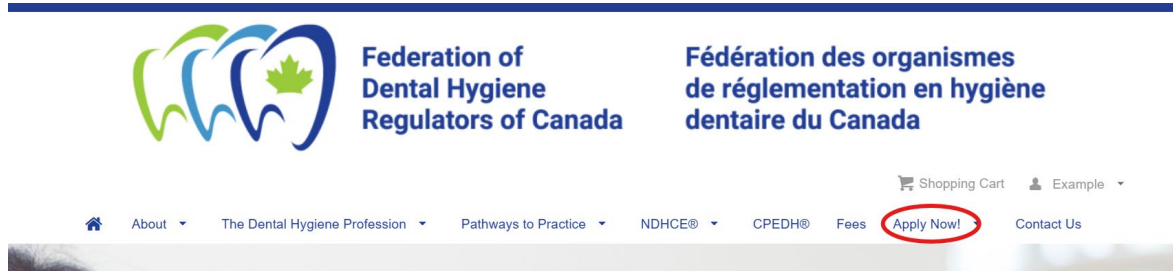 Federation of
Dental Hygiene
Regulators of Canada
Fédération des organismes
de réglementation en hygiène
dentaire du Canada
Shopping Cart Example
About The Dental Hygiene Profession Pathways to Practice NDHCE® CPEDH® Fees Apply Now! Contact Us